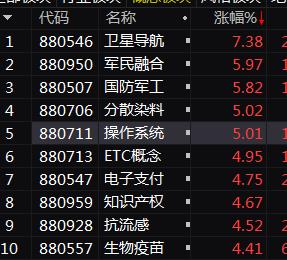 代码 名称 涨幅%↓
1 880546 卫星导航 7.38
2 880950 军民融合 5.97
3 880507 国防军工 5.82
4 880706 分散染料 5.02
5 880711 操作系统 5.01
6 880713 ETC概念 4.95
7 880547 电子支付 4.75
8 880959 知识产权 4.67
9 880928 抗流感 4.52
10 880557 生物疫苗 4.41